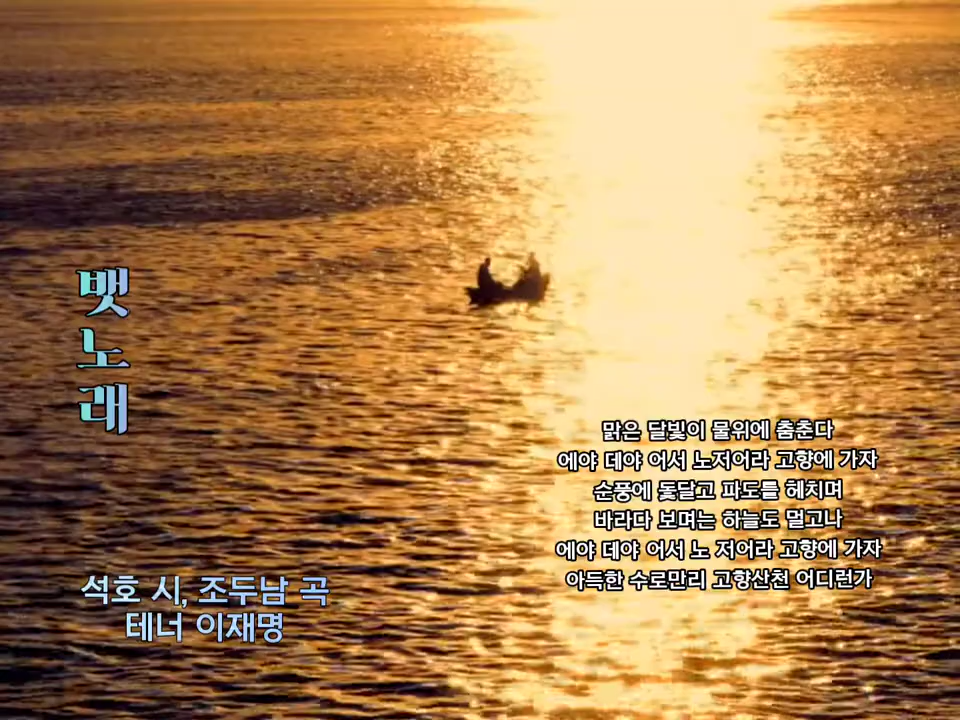 뱃노래
맑은 달빛이 물위에 춤춘다
에야 데야 어서 노저어라 고향에 가자
순풍에 돛달고 파도를 헤치며
바라다 보며는 하늘도 멀고나
에야 데야 어서 노 저어라 고향에 가자
아득한 수로만리 고향산천 어디런가
석호 시, 조두남 곡
테너 이재명